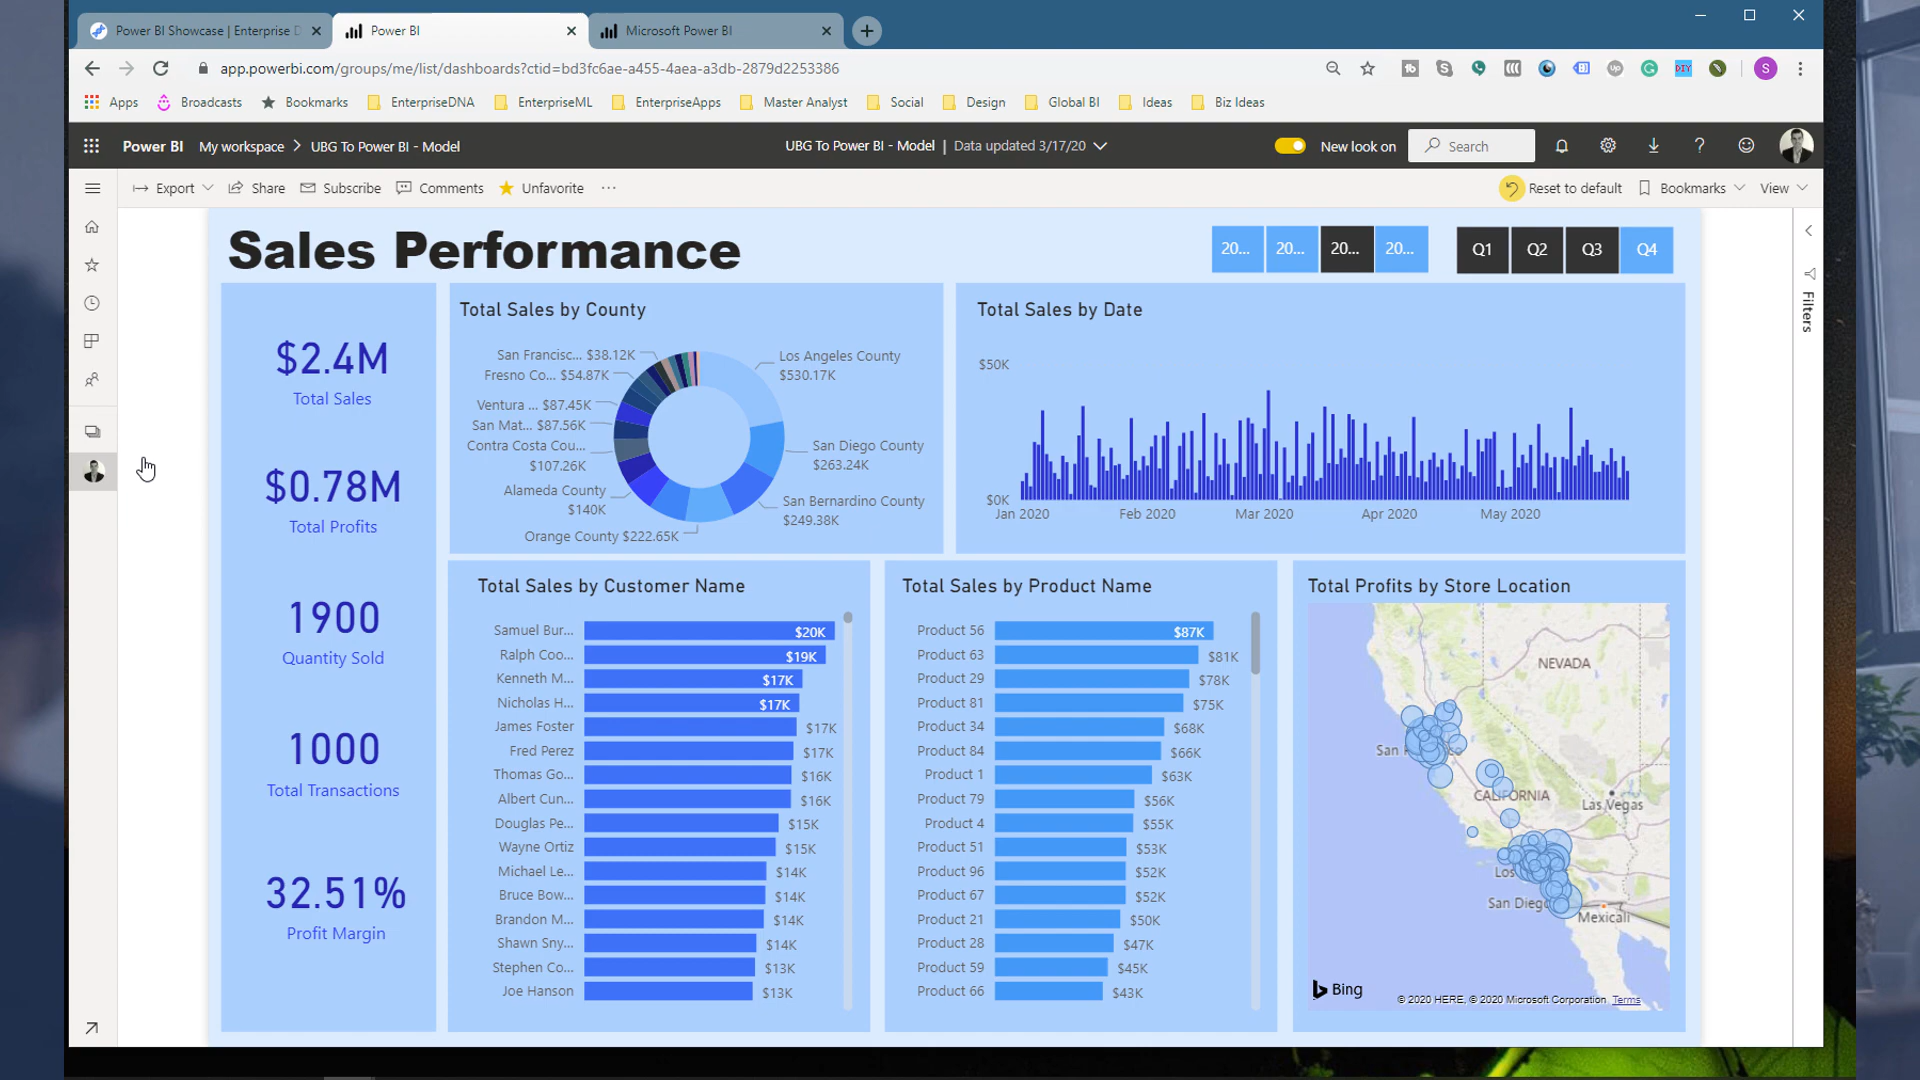 Power BI Showcase | Enterprise D
Power BI
Microsoft Power BI
app.powerbi.com/groups/me/list/dashboards?ctid=bd3fc6ae-a455-4aea-a3db-2879d2253386
Apps
Broadcasts
Bookmarks
EnterpriseDNA
EnterpriseML
EnterpriseApps
Master Analyst
Social
Design
Global BI
Ideas
Biz Ideas
Power BI My workspace > UBG To Power BI - Model
UBG To Power BI - Model | Data updated 3/17/20
New look on
Search
Export
Share
Subscribe
Comments
Unfavorite
...
Reset to default
Bookmarks
View
Filters
Sales Performance
20... 20... 20... 20...
Q1 Q2 Q3 Q4
$2.4M
Total Sales
$0.78M
Total Profits
1900
Quantity Sold
1000
Total Transactions
32.51%
Profit Margin
Total Sales by County
San Francisc... $38.12K
Fresno Co... $54.87K
Ventura ... $87.45K
San Mat... $87.56K
Contra Costa Cou...
$107.26K
Alameda County
$140K
Orange County $222.65K
Los Angeles County
$530.17K
San Diego County
$263.24K
San Bernardino County
$249.38K
Total Sales by Date
$50K
$0K
Jan 2020 Feb 2020 Mar 2020 Apr 2020 May 2020
Total Sales by Customer Name
Samuel Bur... $20K
Ralph Coo... $19K
Kenneth M... $17K
Nicholas H... $17K
James Foster $17K
Fred Perez $17K
Thomas Go... $16K
Albert Cun... $16K
Douglas Pe... $15K
Wayne Ortiz $15K
Michael Le... $14K
Bruce Bow... $14K
Brandon M... $14K
Shawn Sny... $14K
Stephen Co... $13K
Joe Hanson $13K
Total Sales by Product Name
Product 56 $87K
Product 63 $81K
Product 29 $78K
Product 81 $75K
Product 34 $68K
Product 84 $66K
Product 1 $63K
Product 79 $56K
Product 4 $55K
Product 51 $53K
Product 96 $52K
Product 67 $52K
Product 21 $50K
Product 28 $47K
Product 59 $45K
Product 66 $43K
Total Profits by Store Location
NEVADA
San
CALIFORNIA
Las Vegas
Los
San Diego
Mexicali
Bing
© 2020 HERE, © 2020 Microsoft Corporation Terms